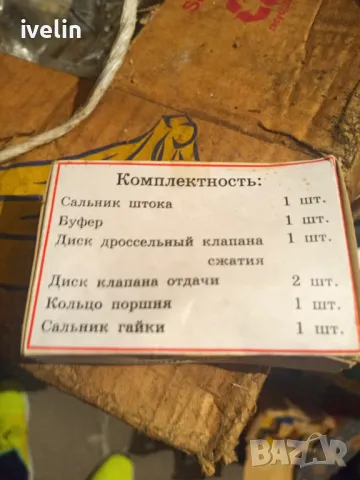 ivelin
Комплектность:
Сальник штока 1 шт.
Буфер 1 шт.
Диск дроссельный клапана 1 шт.
сжатия
Диск клапана отдачи 2 шт.
Кольцо поршня 1 шт.
Сальник гайки 1 шт.
BAZAR